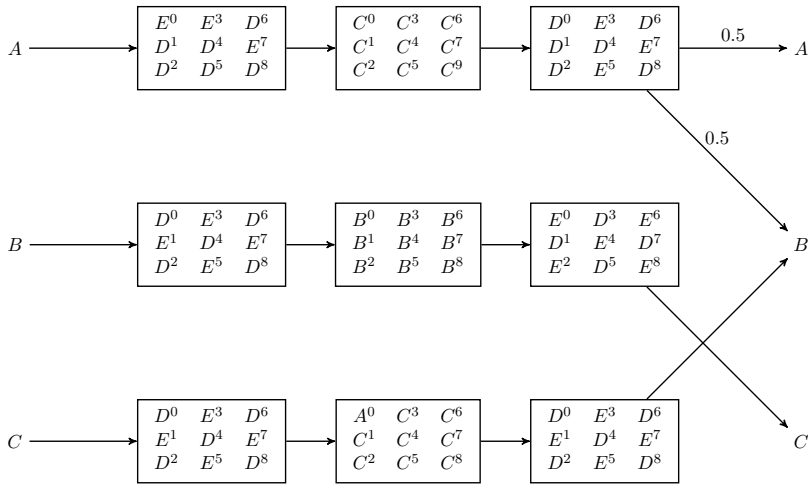 E⁰ E³ D⁶ C⁰ C³ C⁶ D⁰ E³ D⁶
0.5
A D¹ D⁴ E⁷ C¹ C⁴ C⁷ D¹ D⁴ E⁷ A
D² D⁵ D⁸ C² C⁵ C⁹ D² E⁵ D⁸
0.5
D⁰ E³ D⁶ B⁰ B³ B⁶ E⁰ D³ E⁶
B E¹ D⁴ E⁷ B¹ B⁴ B⁷ D¹ E⁴ D⁷ B
D² E⁵ D⁸ B² B⁵ B⁸ E² D⁵ E⁸
D⁰ E³ D⁶ A⁰ C³ C⁶ D⁰ E³ D⁶
C E¹ D⁴ E⁷ C¹ C⁴ C⁷ E¹ D⁴ E⁷ C
D² E⁵ D⁸ C² C⁵ C⁸ D² E⁵ D⁸